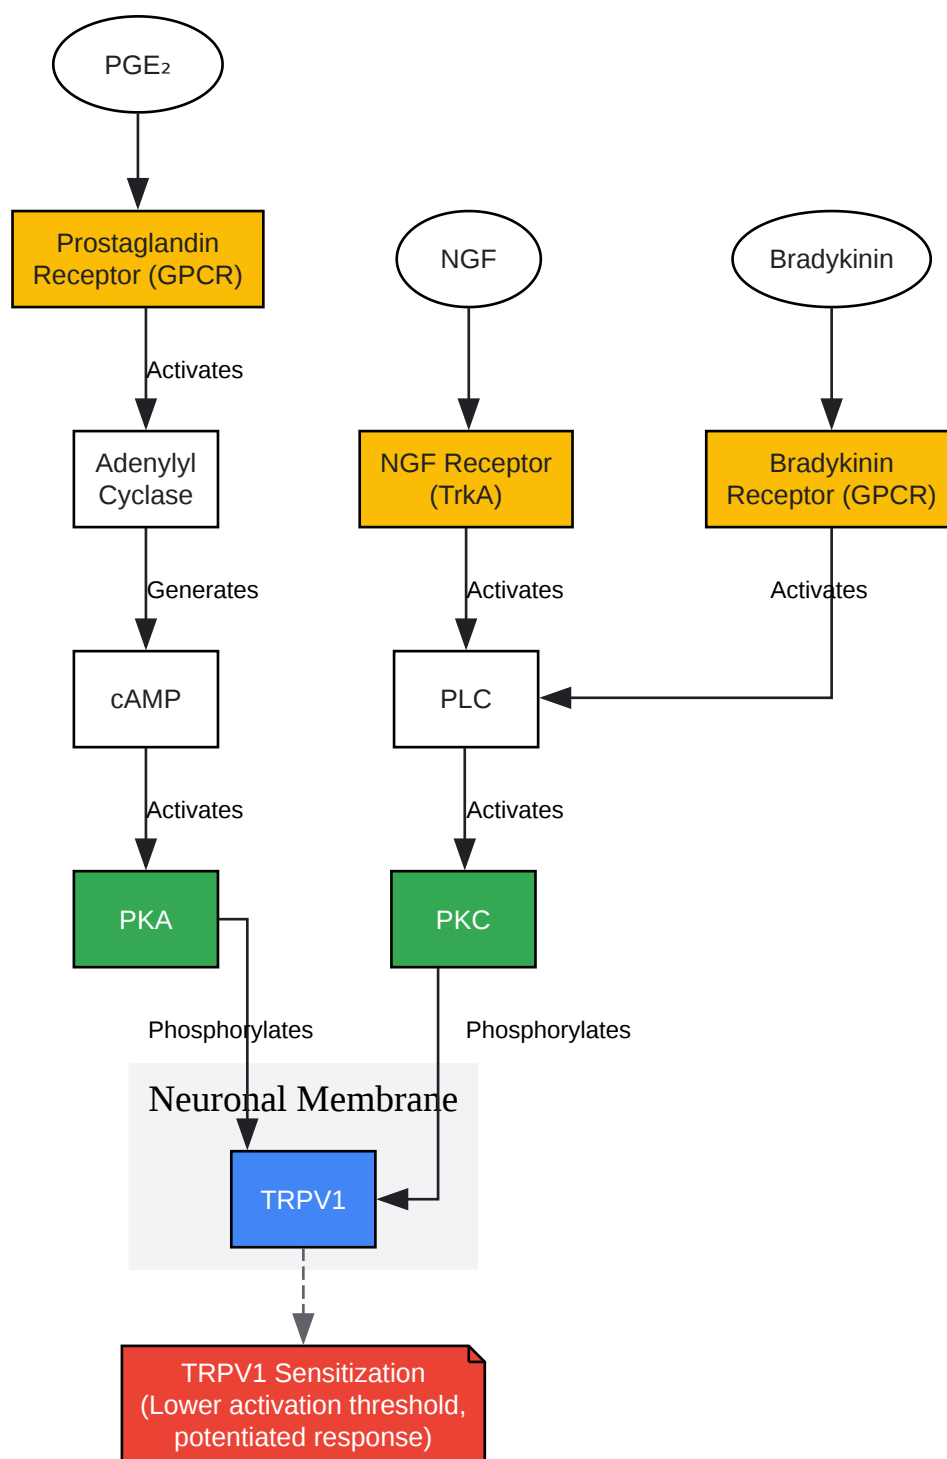 PGE₂
Prostaglandin
Receptor (GPCR)
NGF
Bradykinin
Activates
Adenylyl
Cyclase
NGF Receptor
(TrkA)
Bradykinin
Receptor (GPCR)
Generates
Activates
Activates
cAMP
PLC
Activates
Activates
PKA
PKC
Phosphorylates
Phosphorylates
Neuronal Membrane
TRPV1
TRPV1 Sensitization
(Lower activation threshold,
potentiated response)